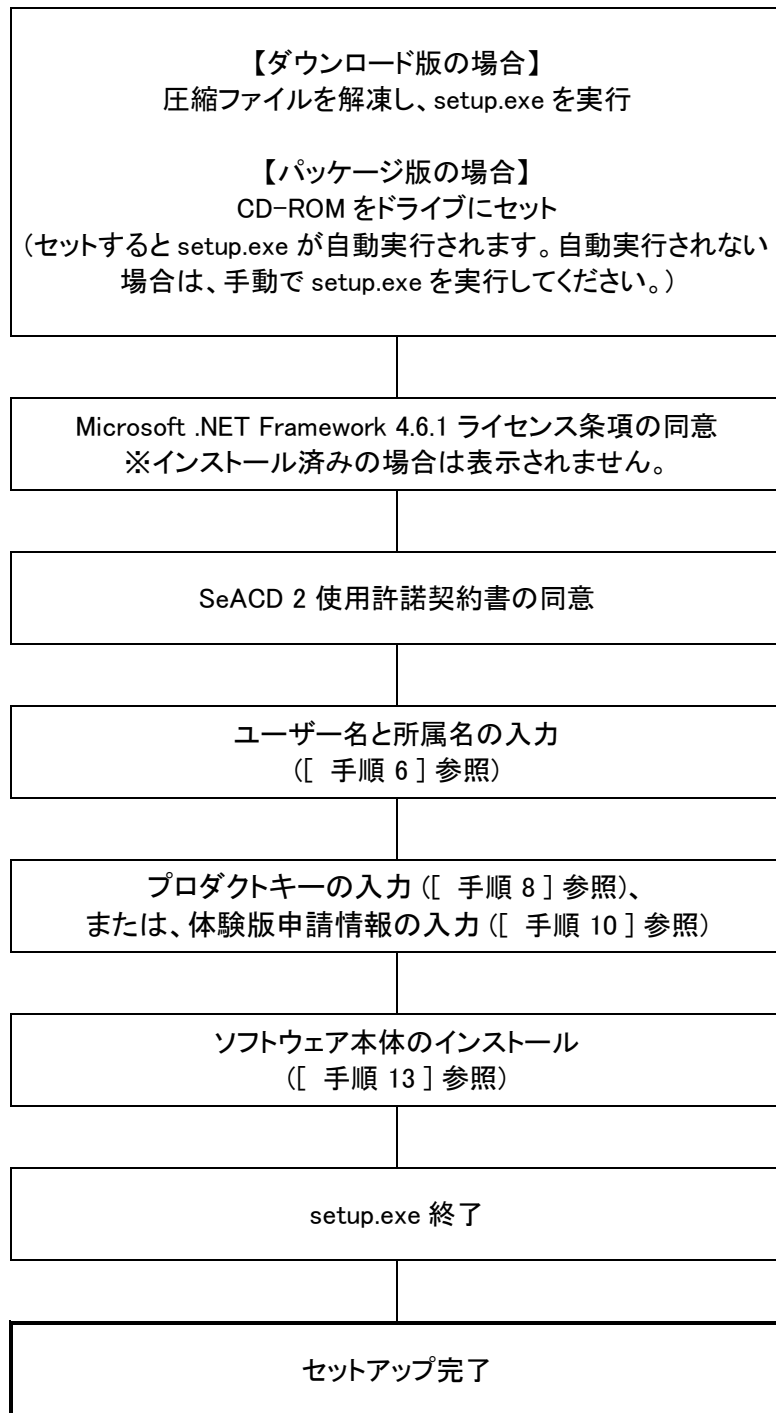 【ダウンロード版の場合】
圧縮ファイルを解凍し、setup.exe を実行
【パッケージ版の場合】
CD-ROM をドライブにセット
（セットすると setup.exe が自動実行されます。自動実行されない
場合は、手動で setup.exe を実行してください。）
Microsoft .NET Framework 4.6.1 ライセンス条項の同意
※インストール済みの場合は表示されません。
SeACD 2 使用許諾契約書の同意
ユーザー名と所属名の入力
([ 手順 6 ] 参照)
プロダクトキーの入力 ([ 手順 8 ] 参照)、
または、体験版申請情報の入力 ([ 手順 10 ] 参照)
ソフトウェア本体のインストール
([ 手順 13 ] 参照)
setup.exe 終了
セットアップ完了